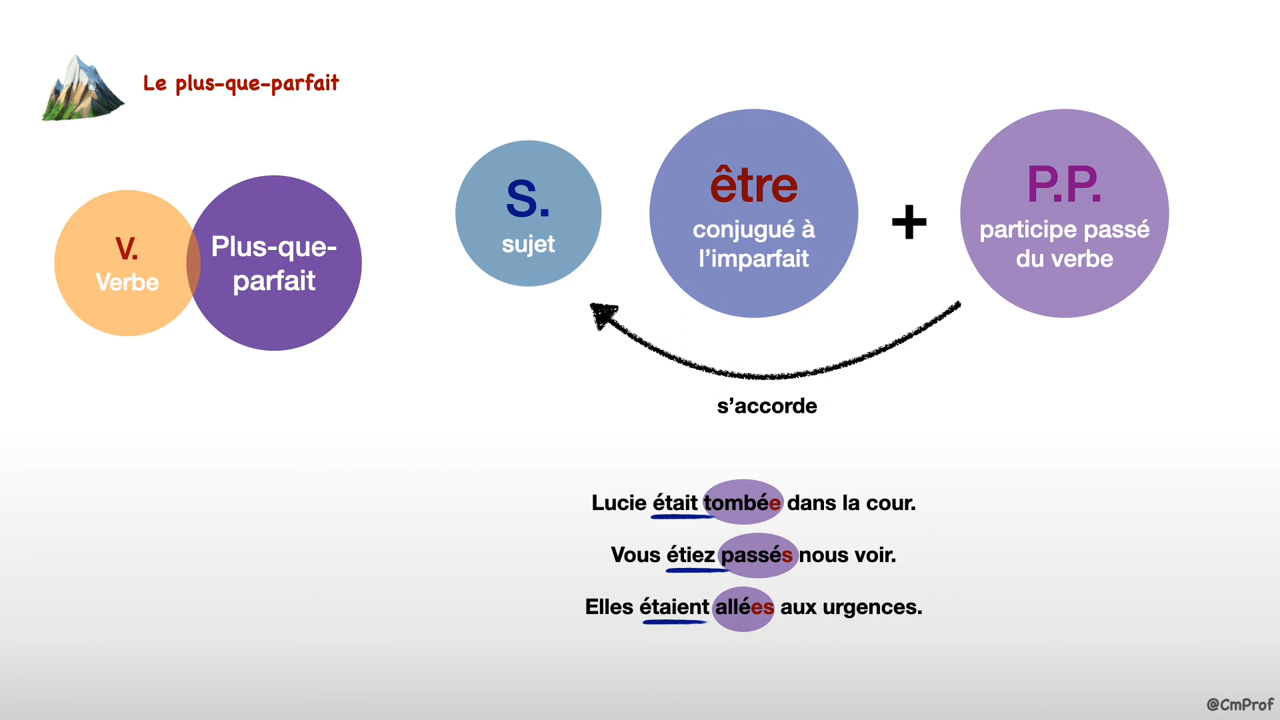 Le plus-que-parfait
V.
Verbe
Plus-que-
parfait
S.
sujet
être
conjugué à
l’imparfait
+
P.P.
participe passé
du verbe
s’accorde
Lucie était tombée dans la cour.
Vous étiez passés nous voir.
Elles étaient allées aux urgences.
@CmProf